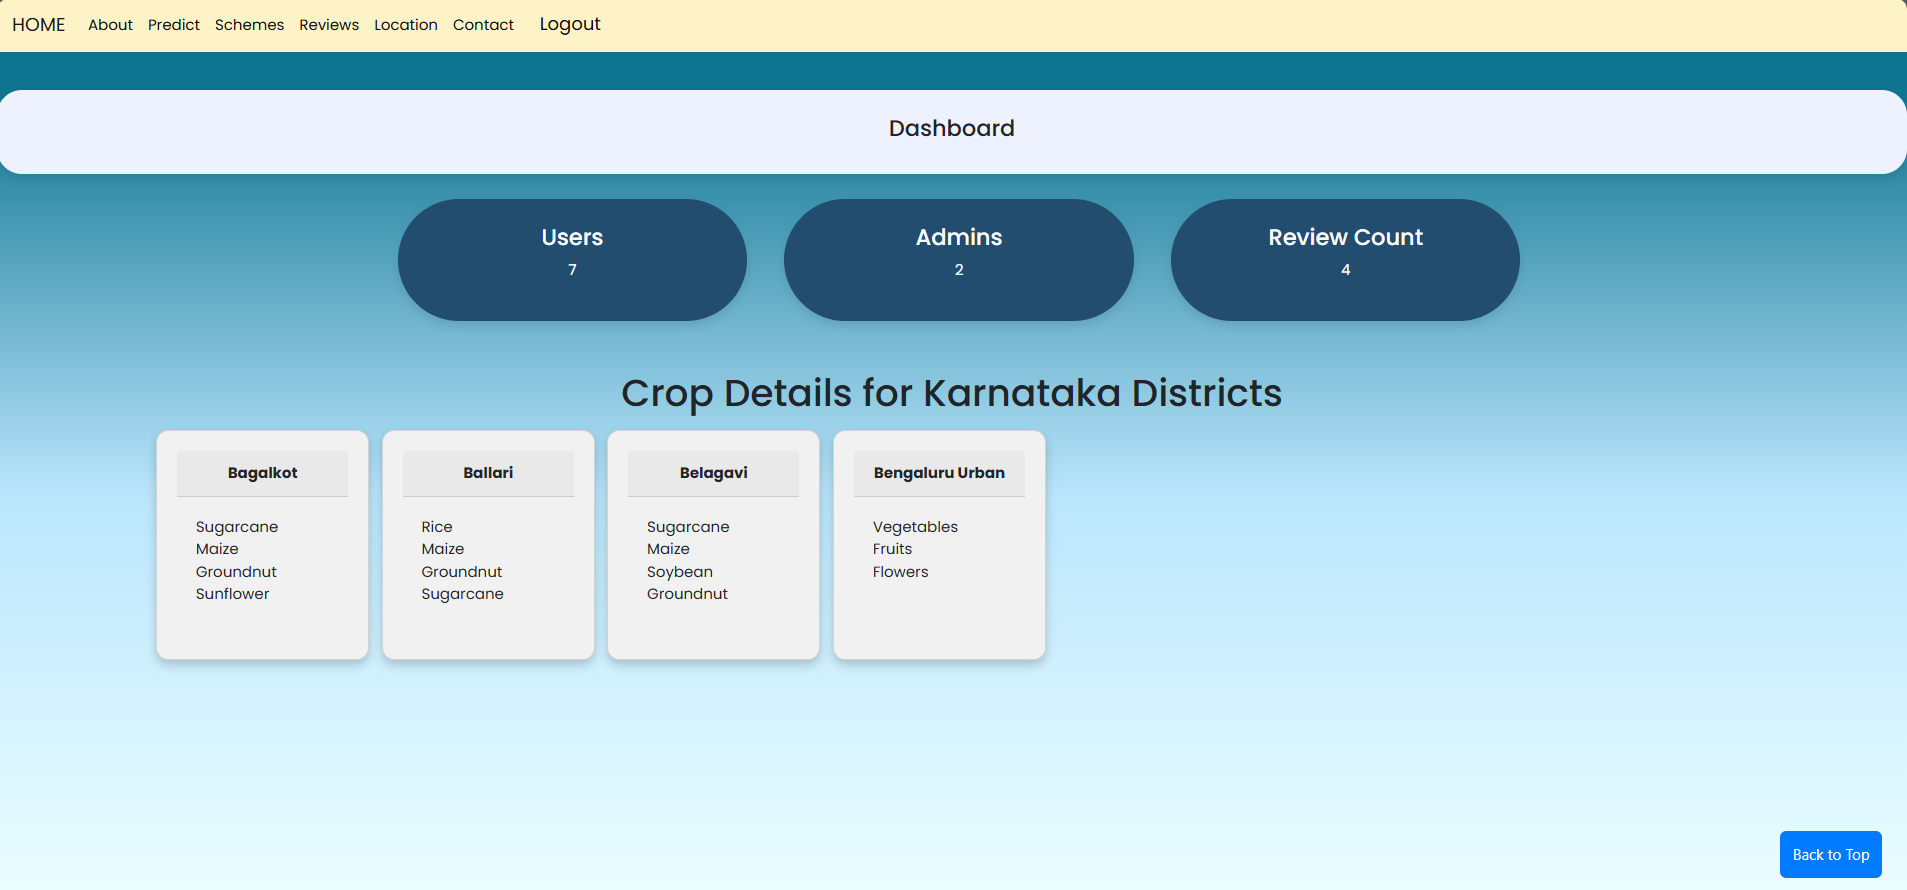 HOME About Predict Schemes Reviews Location Contact Logout
Dashboard
Users
7
Admins
2
Review Count
4
Crop Details for Karnataka Districts
Bagalkot
Sugarcane
Maize
Groundnut
Sunflower
Ballari
Rice
Maize
Groundnut
Sugarcane
Belagavi
Sugarcane
Maize
Soybean
Groundnut
Bengaluru Urban
Vegetables
Fruits
Flowers
Back to Top